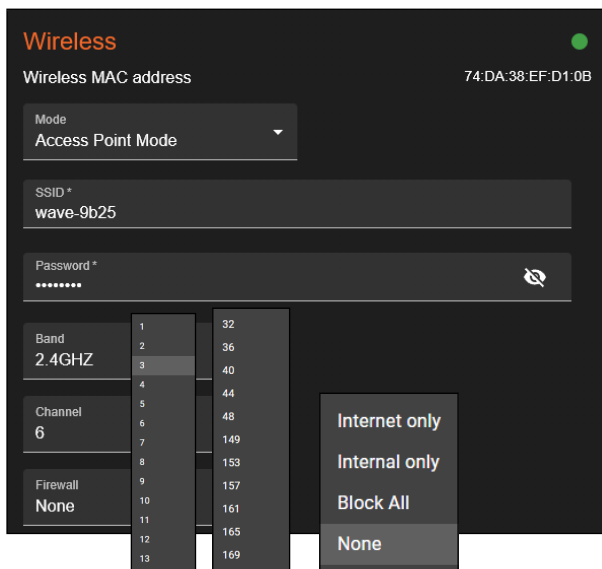 Wireless
Wireless MAC address 74:DA:38:EF:D1:0B
Mode
Access Point Mode
SSID *
wave-9b25
Password *
••••••••
Band
2.4GHZ
Channel
6
Firewall
None
1
2
3
4
5
6
7
8
9
10
11
12
13
32
36
40
44
48
149
153
157
161
165
169
Internet only
Internal only
Block All
None